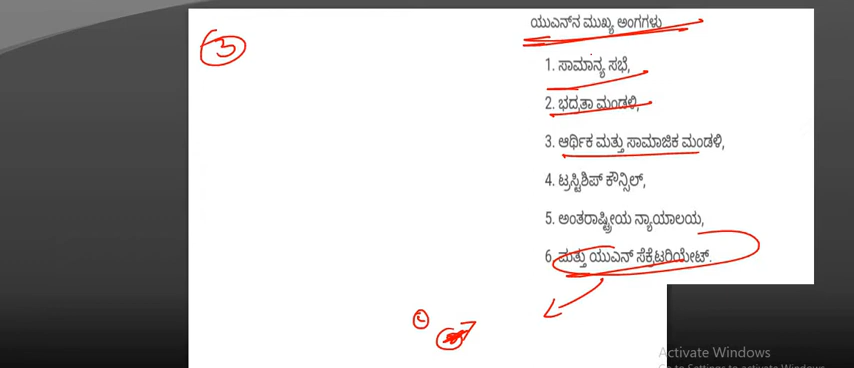 ಯುಎನ್‌ನ ಮುಖ್ಯ ಅಂಗಗಳು
3
1. ಸಾಮಾನ್ಯ ಸಭೆ,
2. ಭದ್ರತಾ ಮಂಡಳಿ,
3. ಆರ್ಥಿಕ ಮತ್ತು ಸಾಮಾಜಿಕ ಮಂಡಳಿ,
4. ಟ್ರಸ್ಟಿಶಿಪ್ ಕೌನ್ಸಿಲ್,
5. ಅಂತರಾಷ್ಟ್ರೀಯ ನ್ಯಾಯಾಲಯ,
6. ಮತ್ತು ಯುಎನ್ ಸೆಕ್ರೆಟರಿಯೇಟ್.
Activate Windows